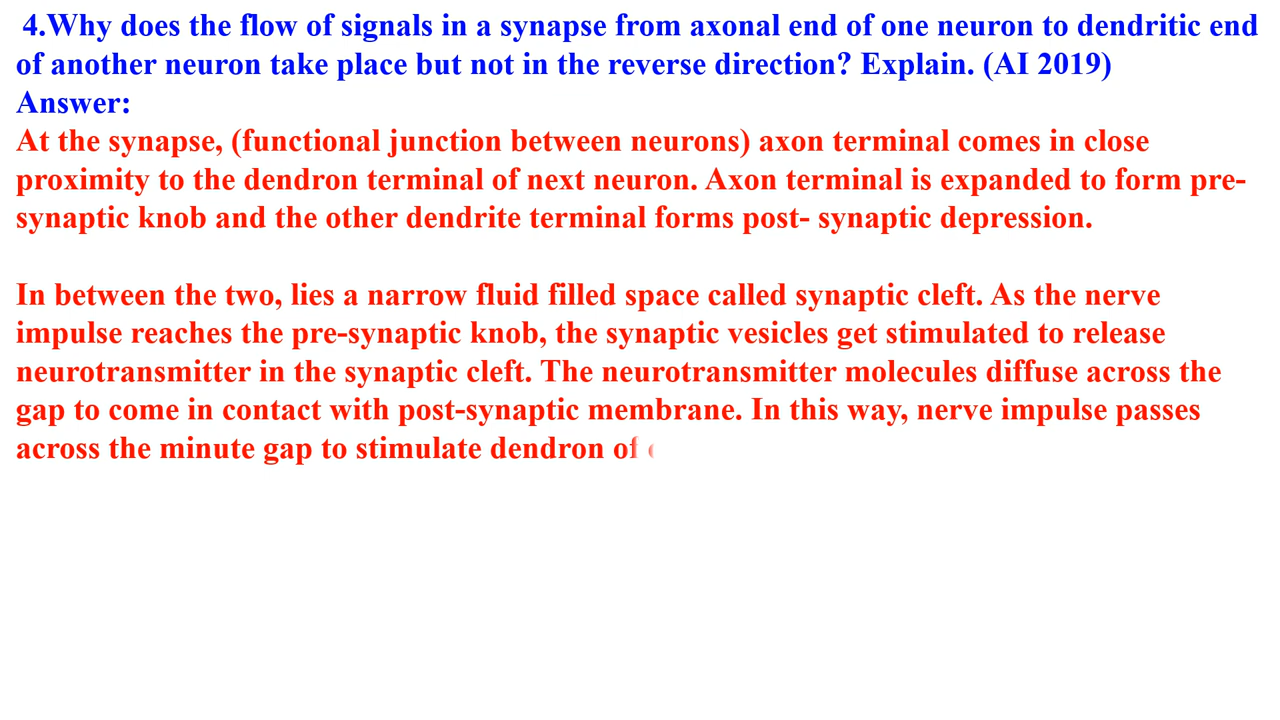 4.Why does the flow of signals in a synapse from axonal end of one neuron to dendritic end
of another neuron take place but not in the reverse direction? Explain. (AI 2019)
Answer:
At the synapse, (functional junction between neurons) axon terminal comes in close
proximity to the dendron terminal of next neuron. Axon terminal is expanded to form pre-
synaptic knob and the other dendrite terminal forms post- synaptic depression.
In between the two, lies a narrow fluid filled space called synaptic cleft. As the nerve
impulse reaches the pre-synaptic knob, the synaptic vesicles get stimulated to release
neurotransmitter in the synaptic cleft. The neurotransmitter molecules diffuse across the
gap to come in contact with post-synaptic membrane. In this way, nerve impulse passes
across the minute gap to stimulate dendron of